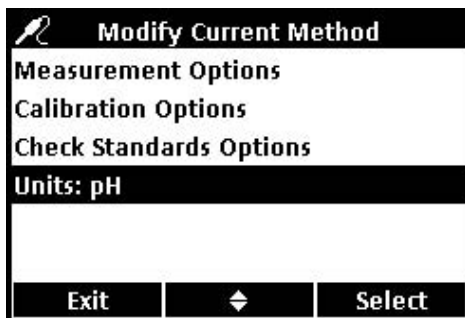 Modify Current Method
Measurement Options
Calibration Options
Check Standards Options
Units: pH
Exit Select